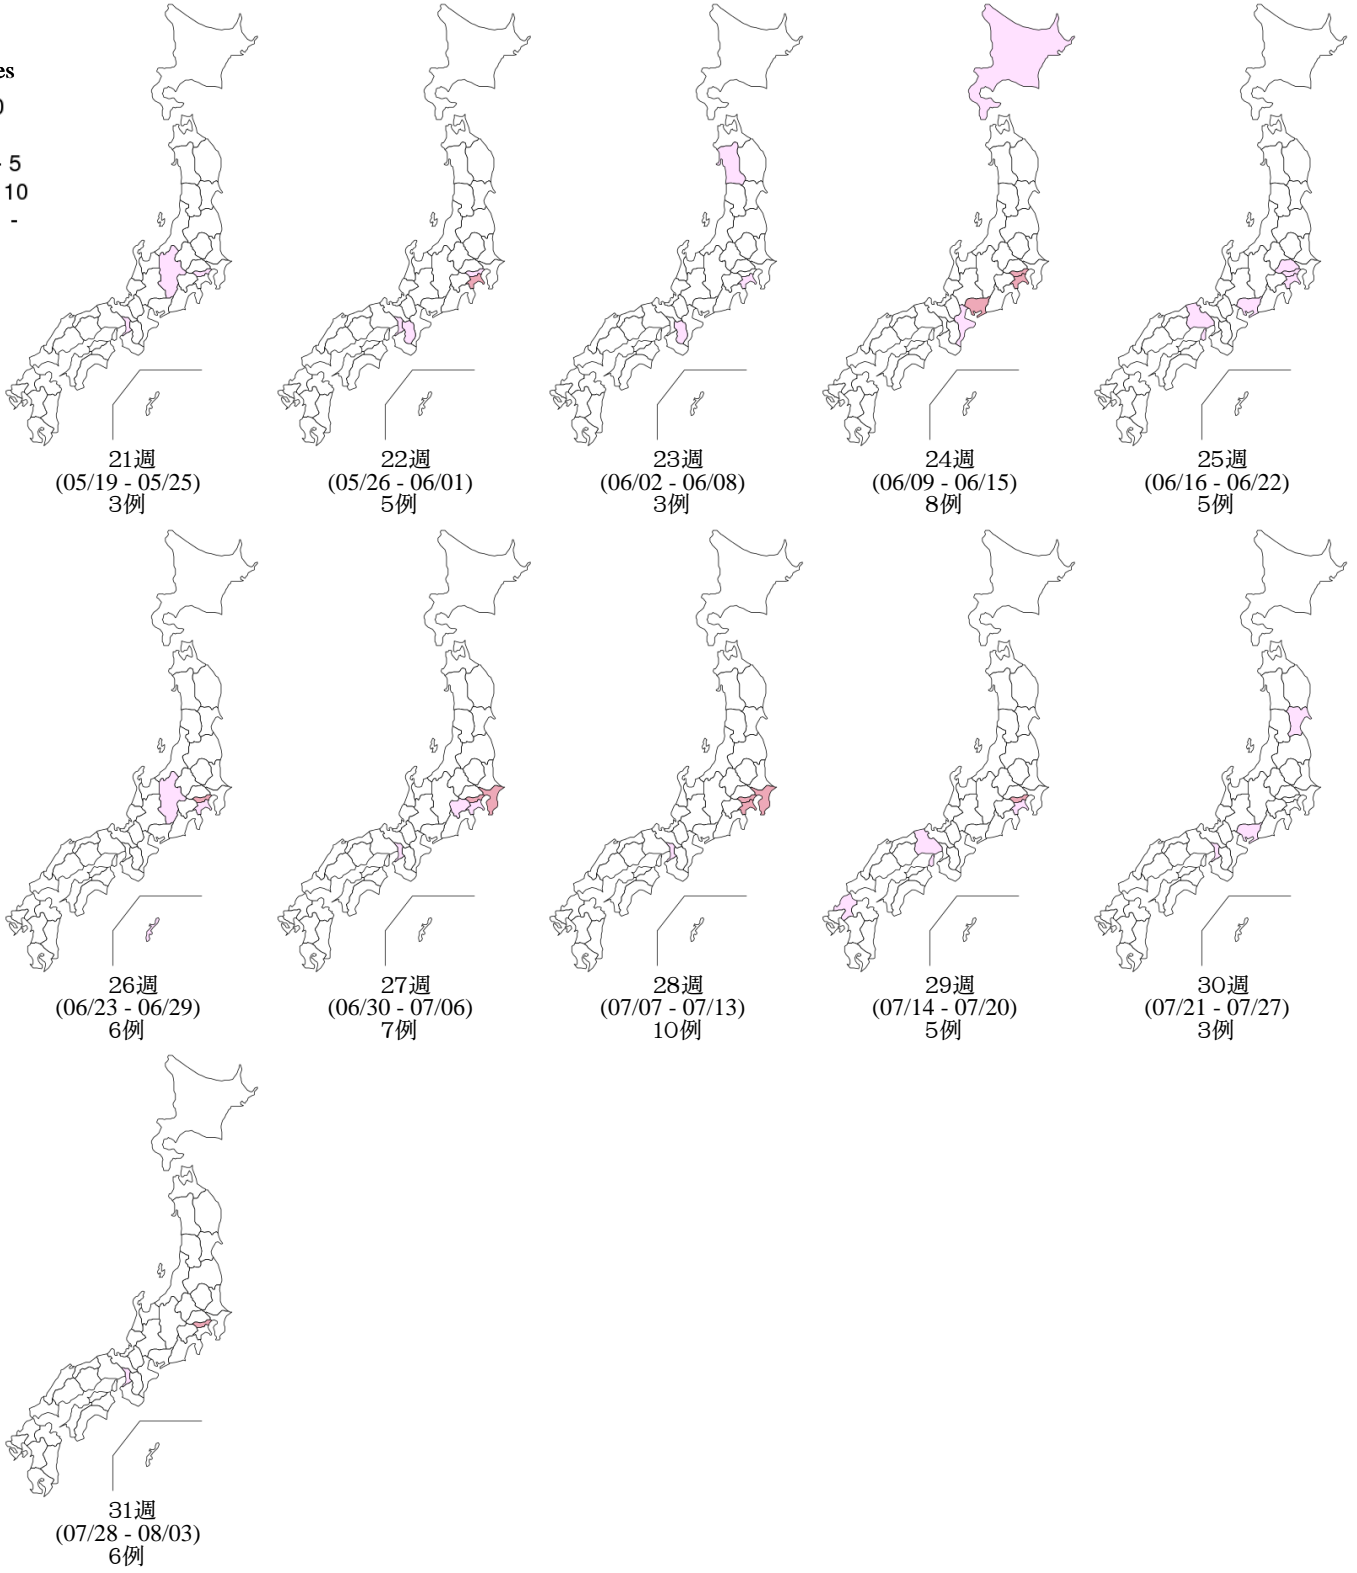 es
0
- 5
10
-
21週
(05/19 - 05/25)
3例
22週
(05/26 - 06/01)
5例
23週
(06/02 - 06/08)
3例
24週
(06/09 - 06/15)
8例
25週
(06/16 - 06/22)
5例
26週
(06/23 - 06/29)
6例
27週
(06/30 - 07/06)
7例
28週
(07/07 - 07/13)
10例
29週
(07/14 - 07/20)
5例
30週
(07/21 - 07/27)
3例
31週
(07/28 - 08/03)
6例